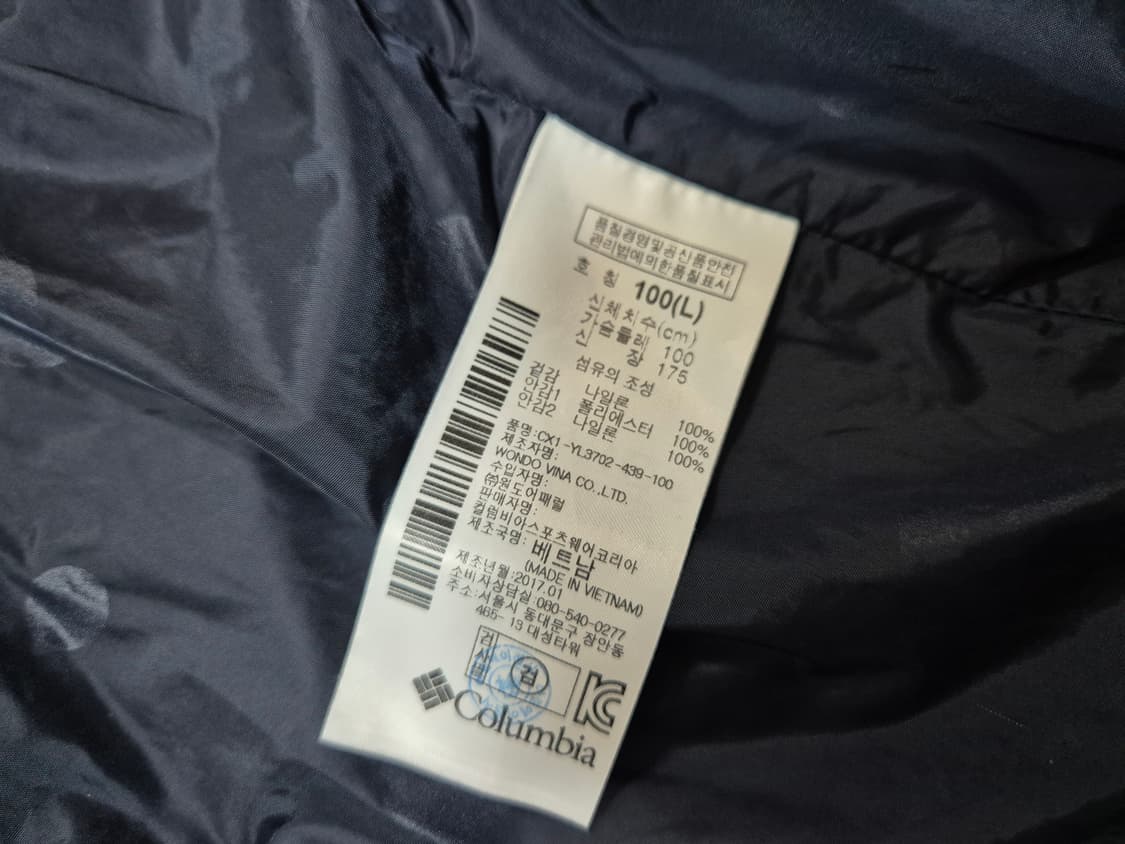 품질경영및공산품안전
관리법에의한품질표시
호 칭 100(L)
신체치수(cm)
가슴둘레 100
신 장 175
섬유의 조성
겉감 나일론 100%
안감1 폴리에스터 100%
안감2 나일론 100%
품명:CX1-YL3702-439-100
제조자명:
WONDO VINA CO.,LTD.
수입자명:
㈜원도어패럴
판매자명:
컬럼비아스포츠웨어코리아
제조국명: 베트남
(MADE IN VIETNAM)
제조년월:2017.01
소비자상담실:080-540-0277
주소:서울시 동대문구 장안동
465-13 대성타워
검사필 검
Columbia